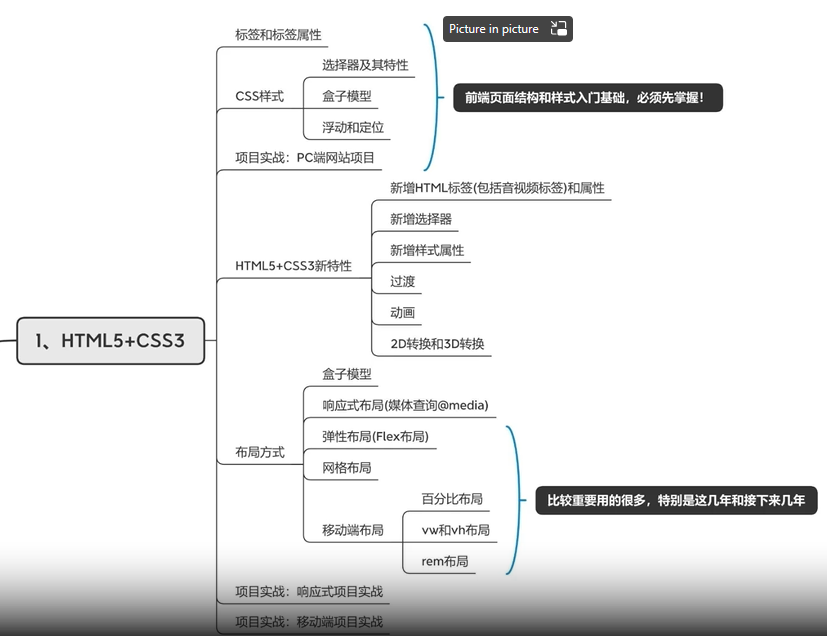 标签和标签属性
Picture in picture
选择器及其特性
CSS样式
盒子模型
前端页面结构和样式入门基础，必须先掌握！
浮动和定位
项目实战：PC端网站项目
新增HTML标签(包括音视频标签)和属性
新增选择器
新增样式属性
HTML5+CSS3新特性
过渡
动画
2D转换和3D转换
1、HTML5+CSS3
盒子模型
响应式布局(媒体查询@media)
弹性布局(Flex布局)
布局方式
网格布局
百分比布局
比较重要用的很多，特别是这几年和接下来几年
移动端布局
vw和vh布局
rem布局
项目实战：响应式项目实战
项目实战：移动端项目实战